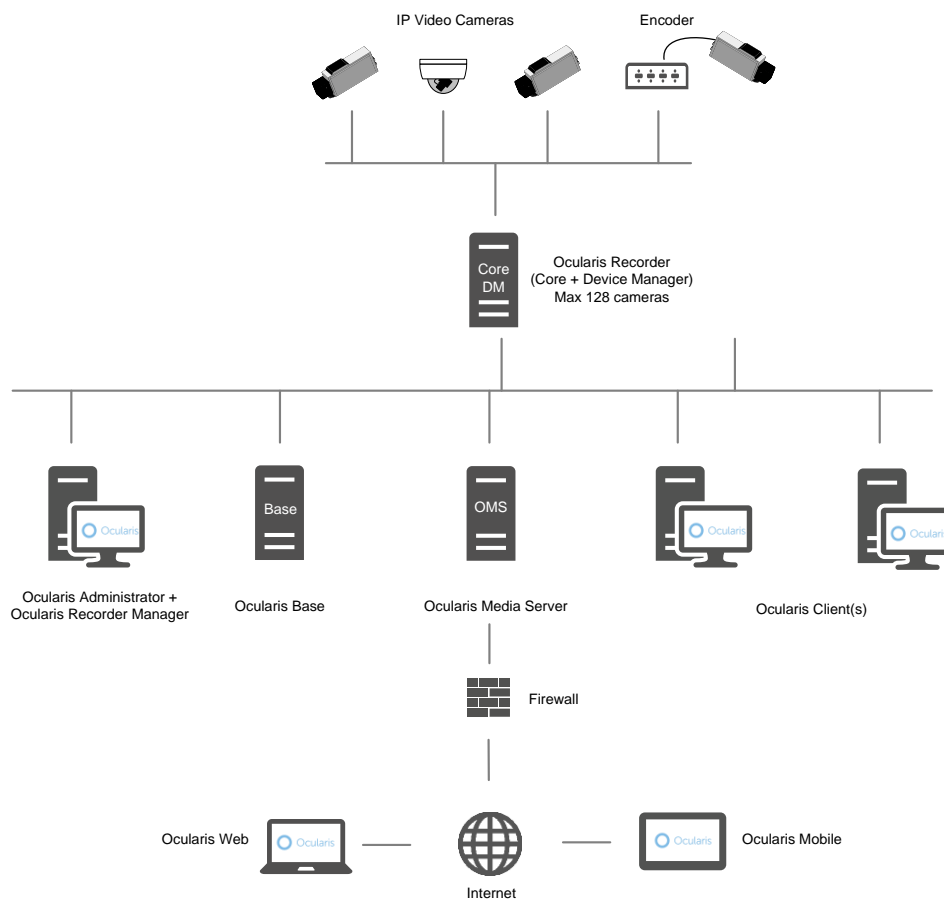 IP Video Cameras
Encoder
Core
DM
Ocularis Recorder
(Core + Device Manager)
Max 128 cameras
Ocularis
Base
OMS
Ocularis
Ocularis
Ocularis Administrator +
Ocularis Recorder Manager
Ocularis Base
Ocularis Media Server
Ocularis Client(s)
Firewall
Ocularis Web
Ocularis
Ocularis
Ocularis Mobile
Internet